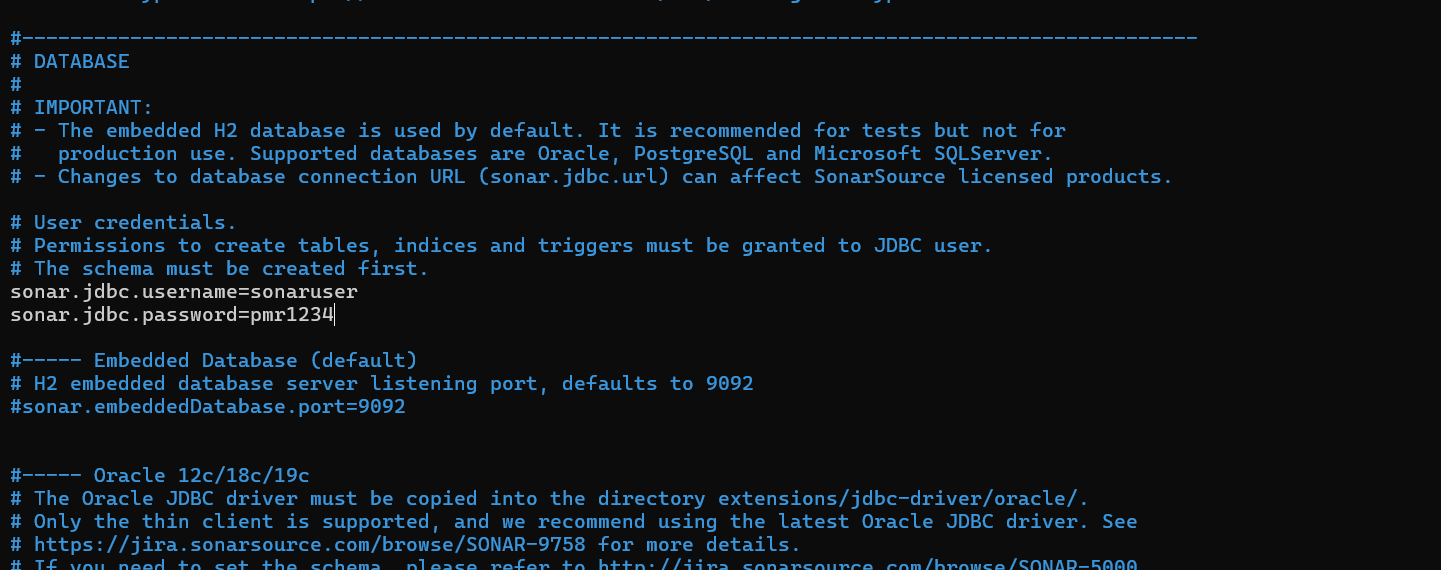 #--------------------------------------------------------------------------------------------------
# DATABASE
#
# IMPORTANT:
# - The embedded H2 database is used by default. It is recommended for tests but not for
#   production use. Supported databases are Oracle, PostgreSQL and Microsoft SQLServer.
# - Changes to database connection URL (sonar.jdbc.url) can affect SonarSource licensed products.

# User credentials.
# Permissions to create tables, indices and triggers must be granted to JDBC user.
# The schema must be created first.
sonar.jdbc.username=sonaruser
sonar.jdbc.password=pmr1234

#----- Embedded Database (default)
# H2 embedded database server listening port, defaults to 9092
#sonar.embeddedDatabase.port=9092


#----- Oracle 12c/18c/19c
# The Oracle JDBC driver must be copied into the directory extensions/jdbc-driver/oracle/.
# Only the thin client is supported, and we recommend using the latest Oracle JDBC driver. See
# https://jira.sonarsource.com/browse/SONAR-9758 for more details.
# If you need to set the schema, please refer to http://jira.sonarsource.com/browse/SONAR-5000